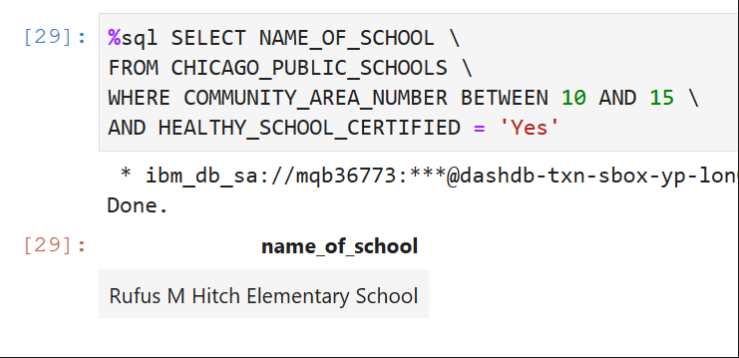 [29]: %sql SELECT NAME_OF_SCHOOL \
FROM CHICAGO_PUBLIC_SCHOOLS \
WHERE COMMUNITY_AREA_NUMBER BETWEEN 10 AND 15 \
AND HEALTHY_SCHOOL_CERTIFIED = 'Yes'
* ibm_db_sa://mqb36773:***@dashdb-txn-sbox-yp-lon
Done.
[29]: name_of_school
Rufus M Hitch Elementary School